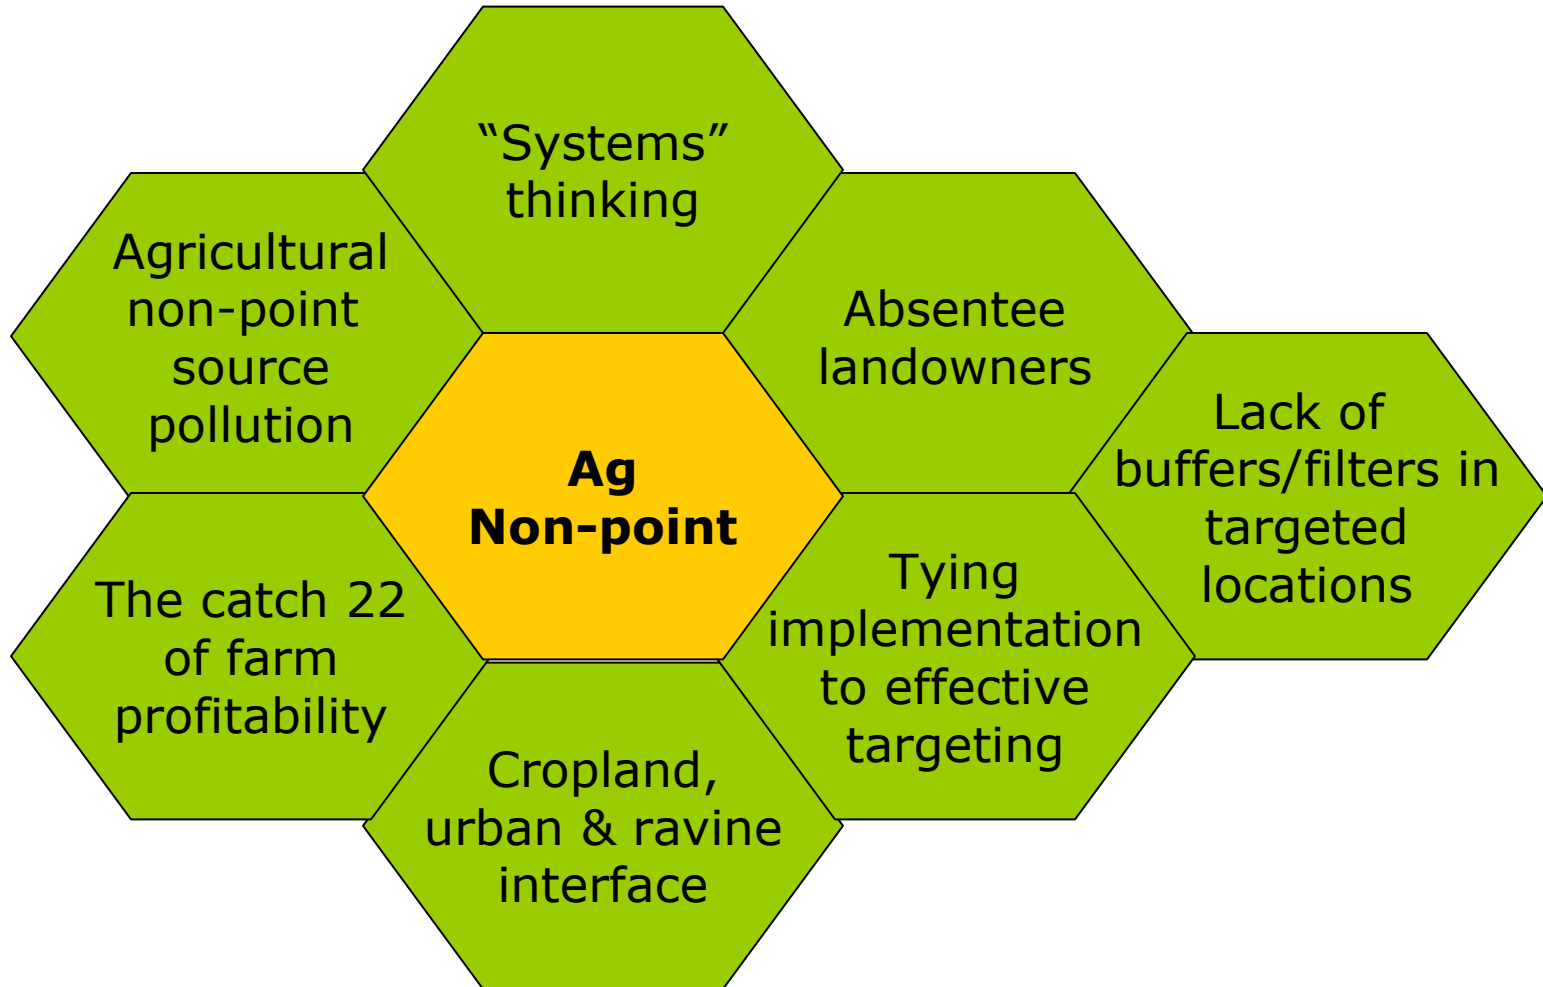 “Systems”
thinking
Agricultural
non-point
source
pollution
Absentee
landowners
Lack of
buffers/filters in
targeted
locations
Ag
Non-point
The catch 22
of farm
profitability
Tying
implementation
to effective
targeting
Cropland,
urban & ravine
interface